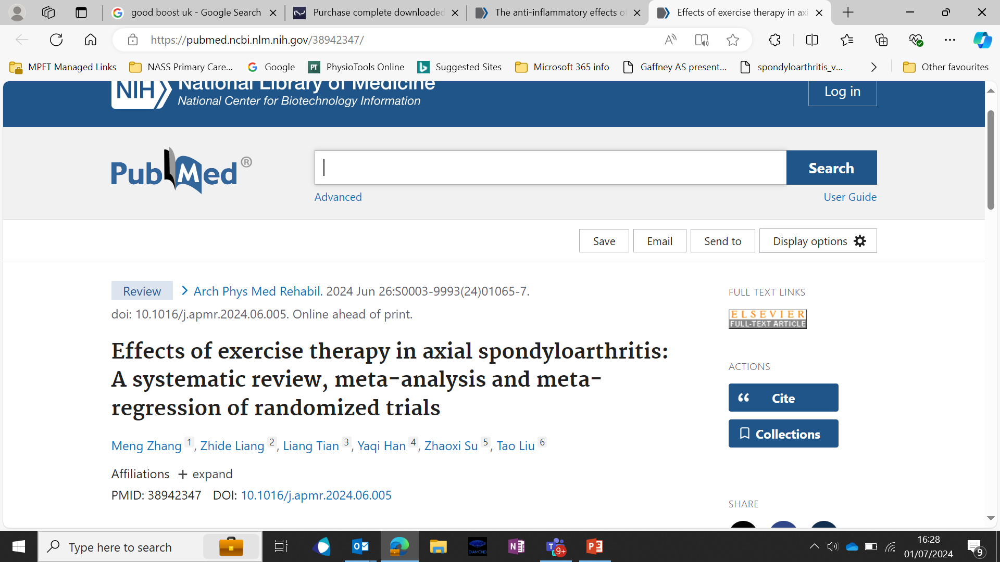 good boost uk - Google Search
Purchase complete downloaded
The anti-inflammatory effects of
Effects of exercise therapy in axi
https://pubmed.ncbi.nlm.nih.gov/38942347/
MPFT Managed Links
NASS Primary Care...
Google
PT
PhysioTools Online
Suggested Sites
Microsoft 365 info
Gaffney AS present...
spondyloarthritis_v...
Other favourites
NIH
National Library of Medicine
National Center for Biotechnology Information
Log in
PubMed®
Search
Advanced
User Guide
Save
Email
Send to
Display options
Review
Arch Phys Med Rehabil. 2024 Jun 26:S0003-9993(24)01065-7.
doi: 10.1016/j.apmr.2024.06.005. Online ahead of print.
Effects of exercise therapy in axial spondyloarthritis:
A systematic review, meta-analysis and meta-
regression of randomized trials
Meng Zhang 1, Zhide Liang 2, Liang Tian 3, Yaqi Han 4, Zhaoxi Su 5, Tao Liu 6
Affiliations + expand
PMID: 38942347 DOI: 10.1016/j.apmr.2024.06.005
FULL TEXT LINKS
ELSEVIER
FULL-TEXT ARTICLE
ACTIONS
Cite
Collections
SHARE
Type here to search
DIAMOND
9+
16:28
01/07/2024
9